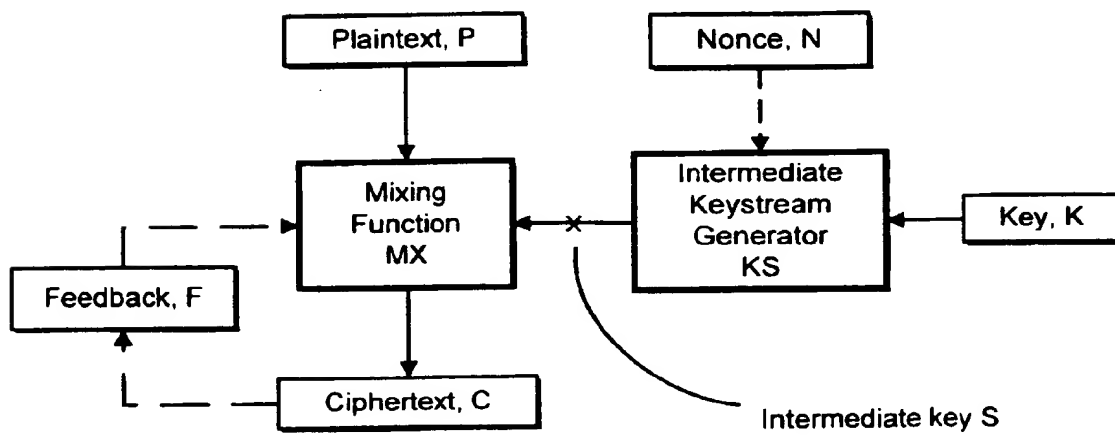 Plaintext, P
Nonce, N
Mixing
Function
MX
Intermediate
Keystream
Generator
KS
Key, K
Feedback, F
Ciphertext, C
Intermediate key S